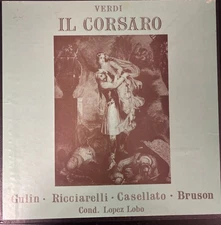 VERDI
IL CORSARO
Gulin · Ricciarelli · Casellato · Bruson
Cond. Lopez Lobo